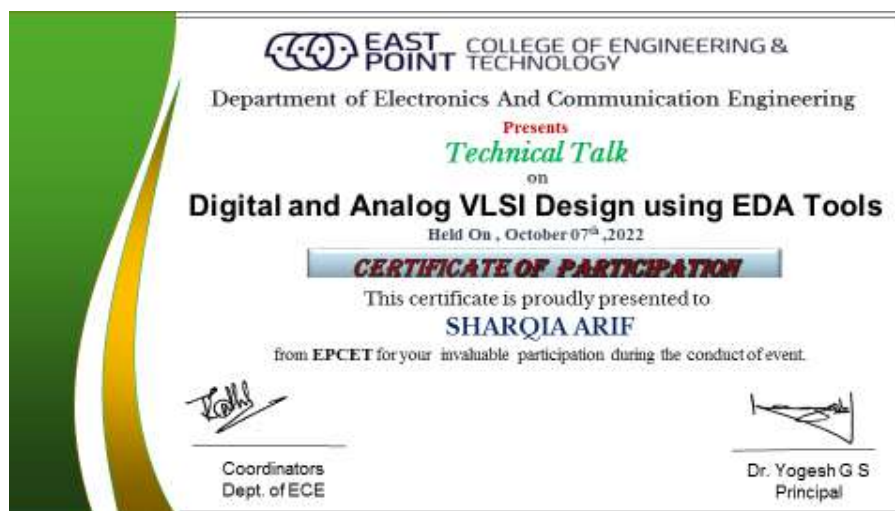 EAST POINT COLLEGE OF ENGINEERING & TECHNOLOGY
Department of Electronics And Communication Engineering
Presents
Technical Talk
on
Digital and Analog VLSI Design using EDA Tools
Held On , October 07th ,2022
CERTIFICATE OF PARTICIPATION
This certificate is proudly presented to
SHARQIA ARIF
from EPCET for your invaluable participation during the conduct of event.
Coordinators
Dept. of ECE
Dr. Yogesh G S
Principal